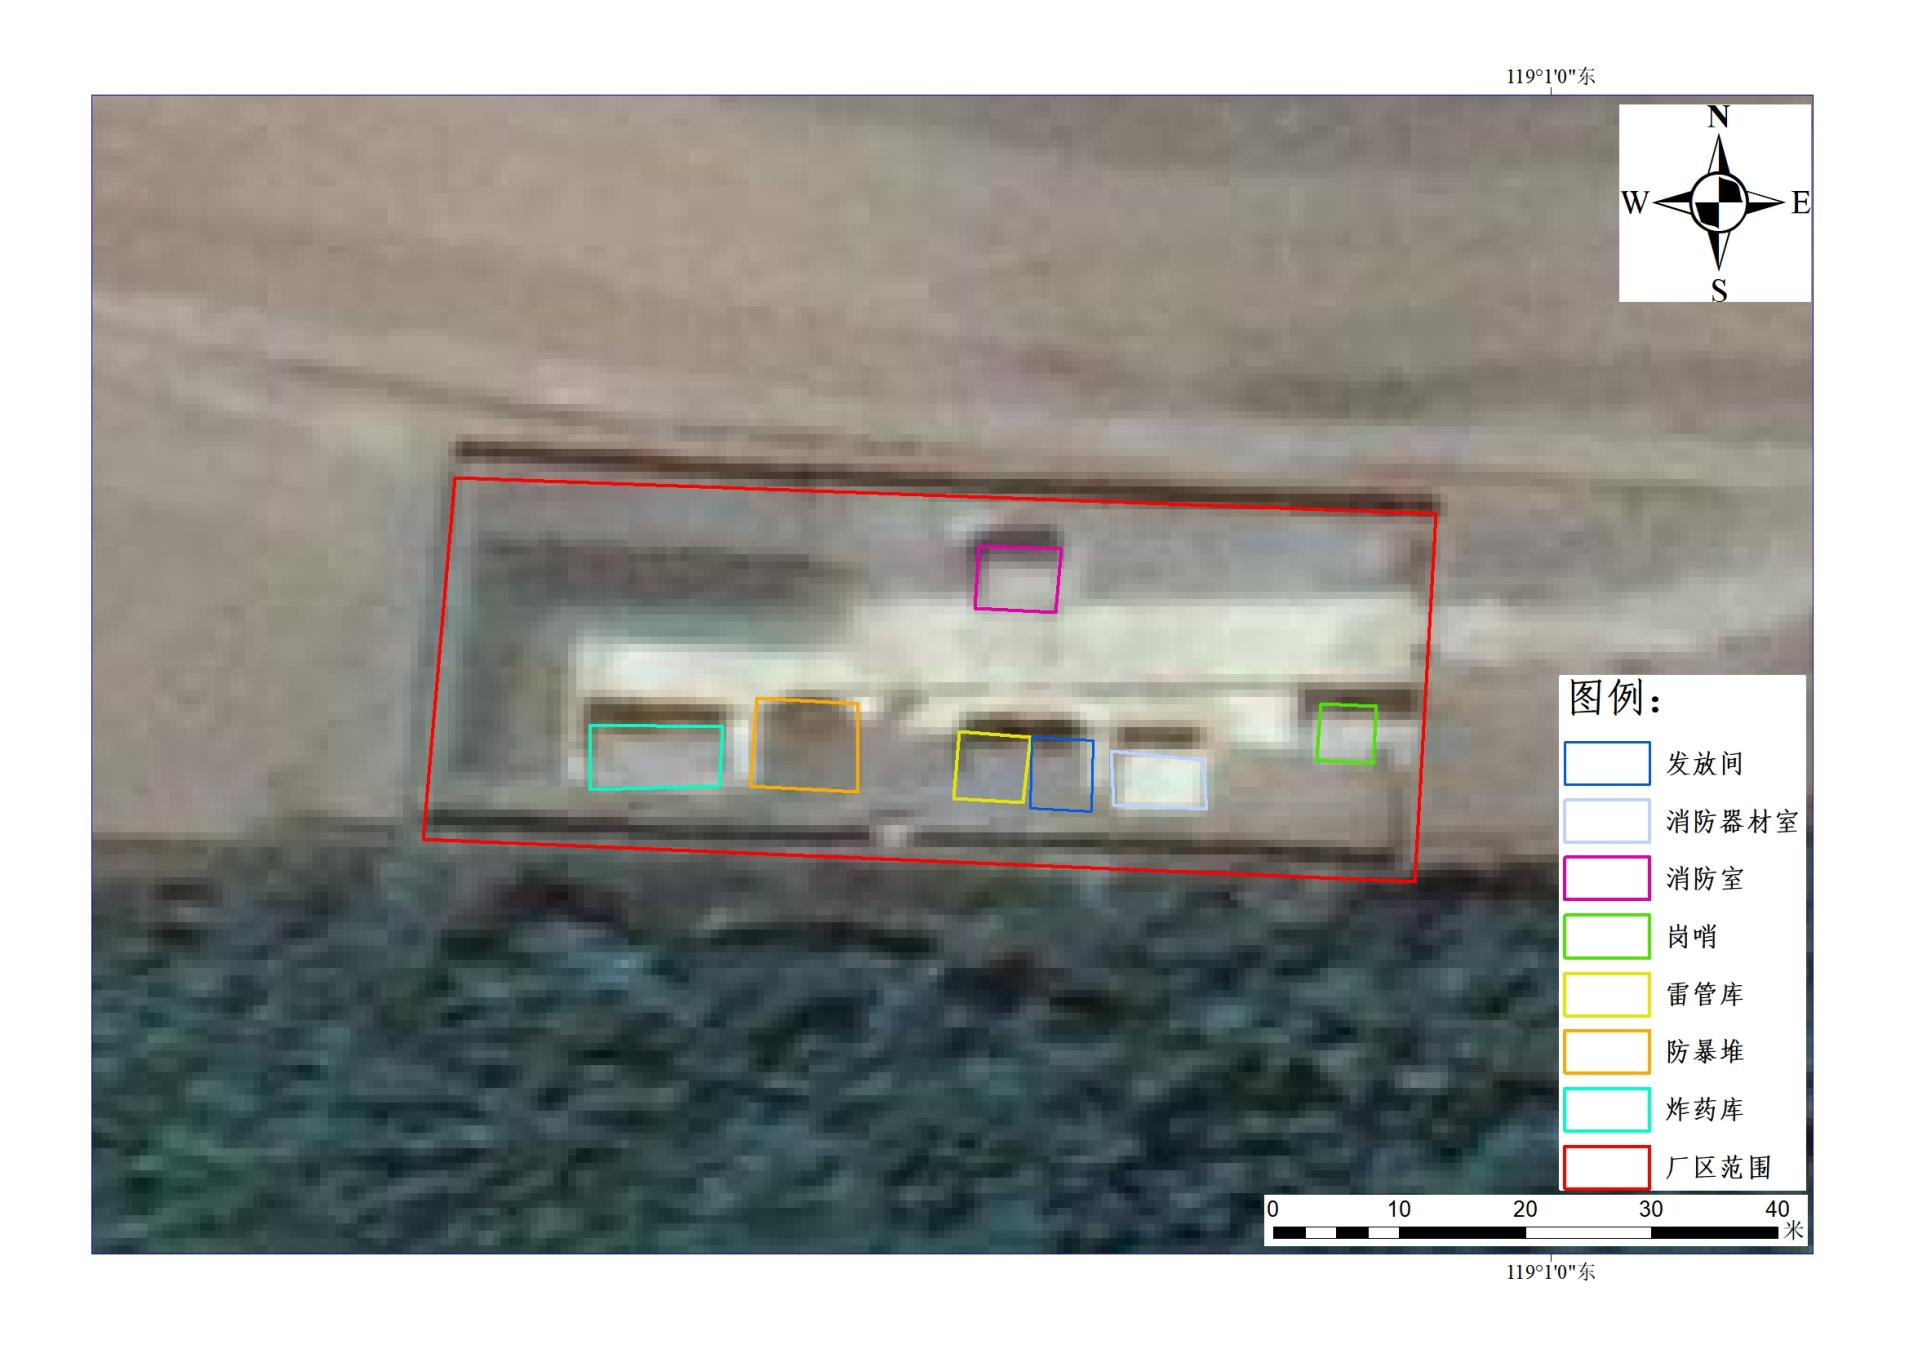 119°1'0"东
N
W
E
S
图例：
发放间
消防器材室
消防室
岗哨
雷管库
防暴堆
炸药库
厂区范围
0 10 20 30 40
米
119°1'0"东